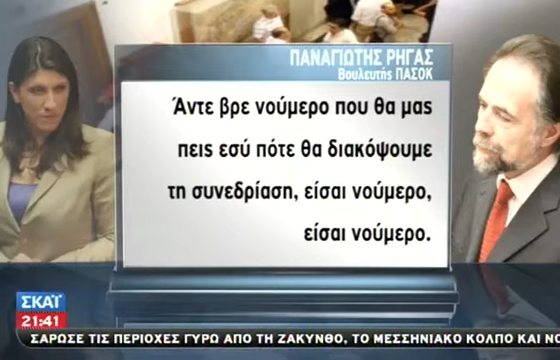 ΠΑΝΑΓΙΩΤΗΣ ΡΗΓΑΣ
Βουλευτής ΠΑΣΟΚ
Άντε βρε νούμερο που θα μας
πεις εσύ πότε θα διακόψουμε
τη συνεδρίαση, είσαι νούμερο,
είσαι νούμερο.
ΣΚΑΪ
21:41
ΣΑΡΩΣΕ ΤΙΣ ΠΕΡΙΟΧΕΣ ΓΥΡΩ ΑΠΟ ΤΗ ΖΑΚΥΝΘΟ, ΤΟ ΜΕΣΣΗΝΙΑΚΟ ΚΟΛΠΟ ΚΑΙ